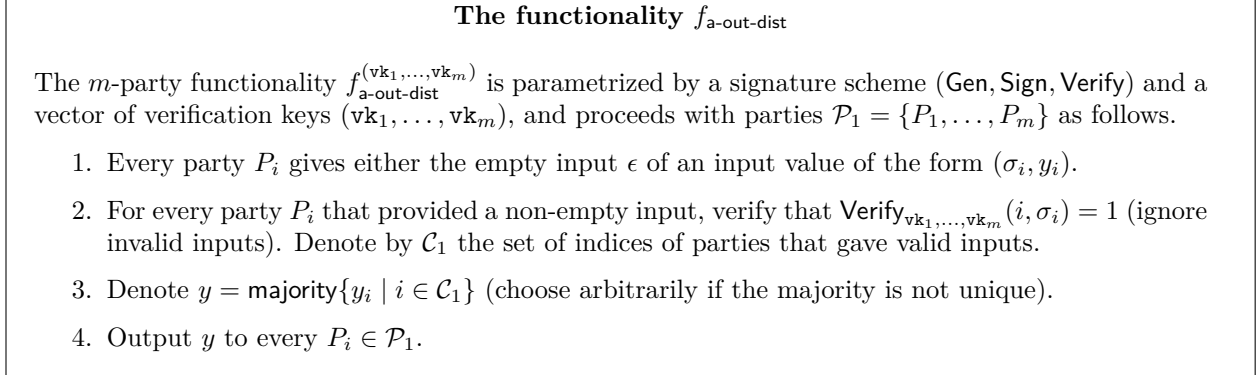 The functionality f_{a-out-dist}
The m-party functionality f_{a-out-dist}^{(vk_1,...,vk_m)} is parametrized by a signature scheme (Gen, Sign, Verify) and a
vector of verification keys (vk_1, . . . , vk_m), and proceeds with parties 𝒫_1 = {P_1, . . . , P_m} as follows.
1. Every party P_i gives either the empty input ϵ of an input value of the form (σ_i, y_i).
2. For every party P_i that provided a non-empty input, verify that Verify_{vk_1,...,vk_m}(i, σ_i) = 1 (ignore
invalid inputs). Denote by 𝒞_1 the set of indices of parties that gave valid inputs.
3. Denote y = majority{y_i | i ∈ 𝒞_1} (choose arbitrarily if the majority is not unique).
4. Output y to every P_i ∈ 𝒫_1.